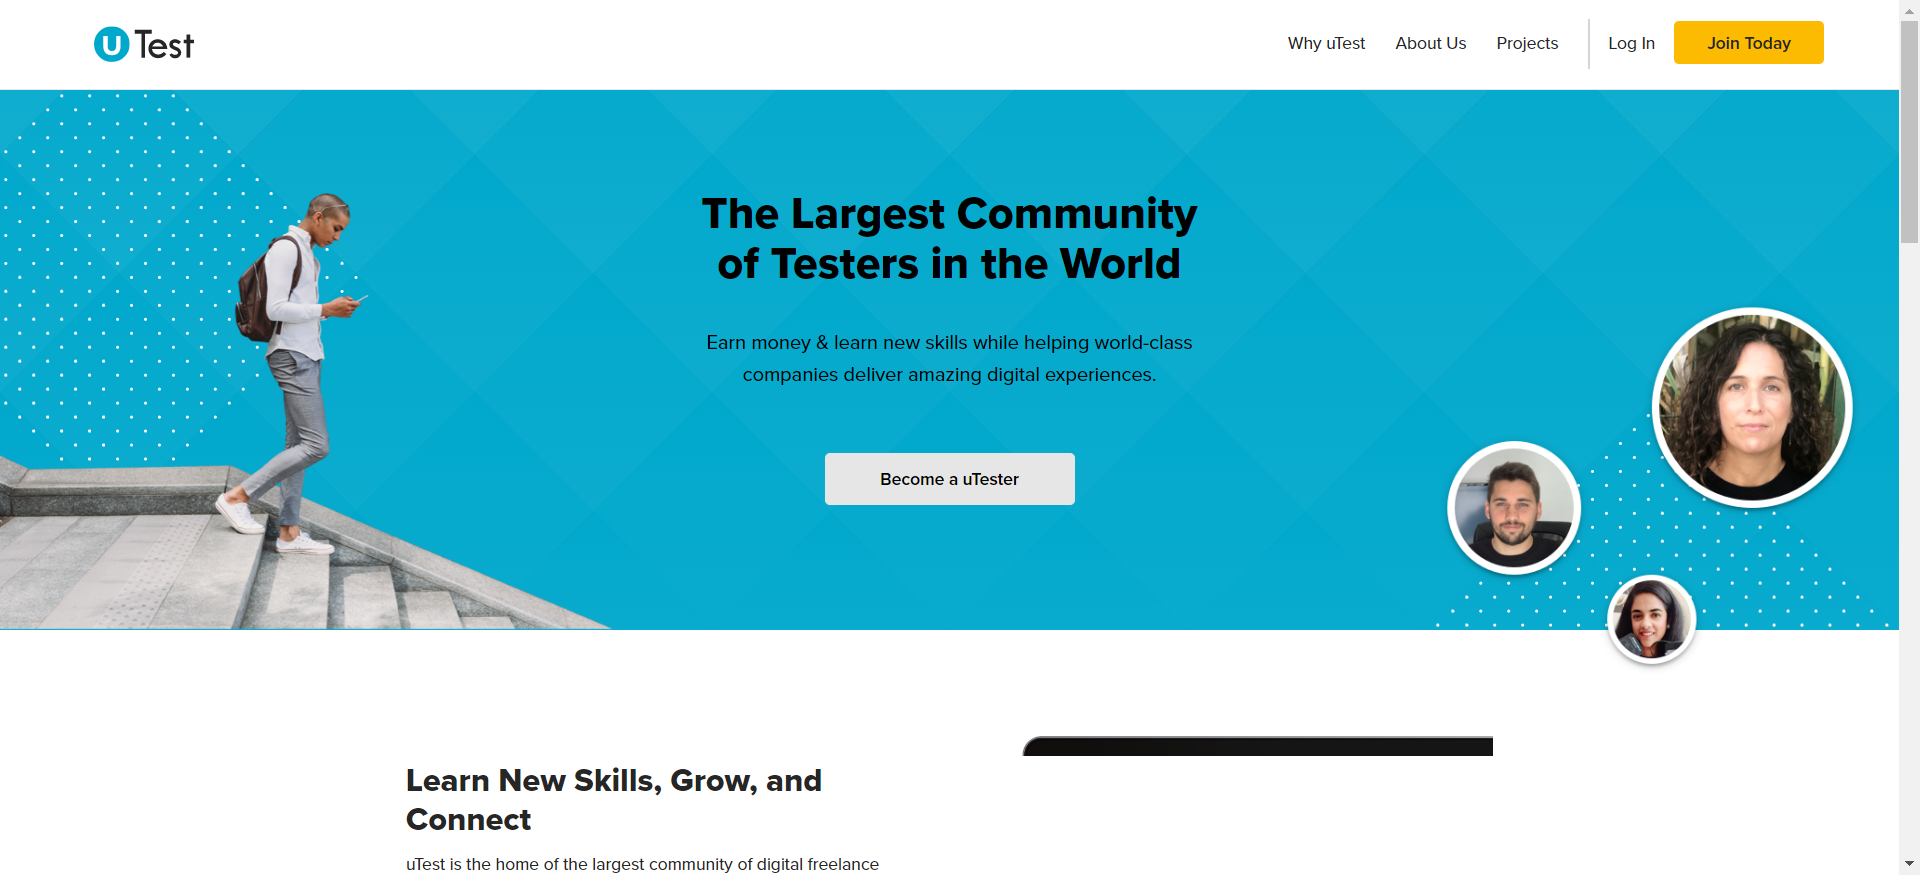 uTest
Why uTest
About Us
Projects
Log In
Join Today
The Largest Community
of Testers in the World
Earn money & learn new skills while helping world-class
companies deliver amazing digital experiences.
Become a uTester
Learn New Skills, Grow, and
Connect
uTest is the home of the largest community of digital freelance